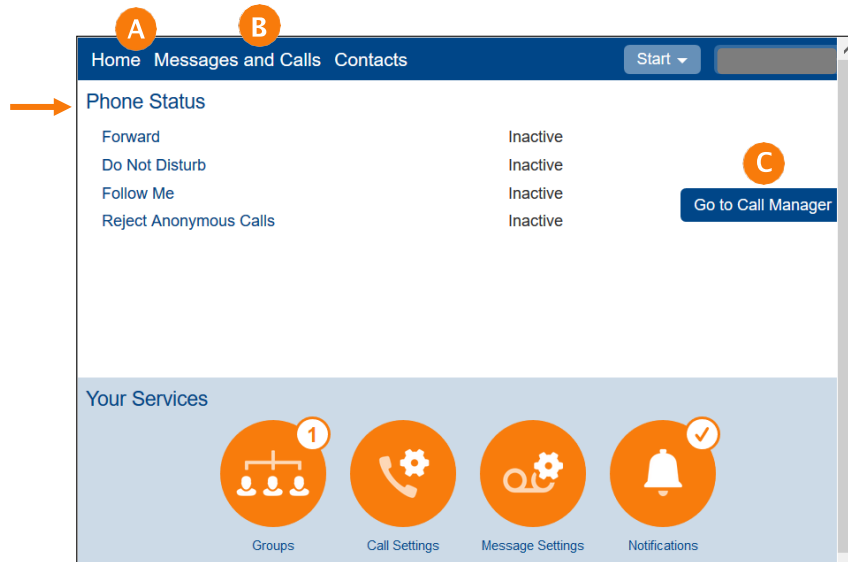 A
B
Home Messages and Calls Contacts Start
Phone Status
Forward Inactive
Do Not Disturb Inactive
C
Follow Me Inactive
Go to Call Manager
Reject Anonymous Calls Inactive
Your Services
1
Groups Call Settings Message Settings Notifications